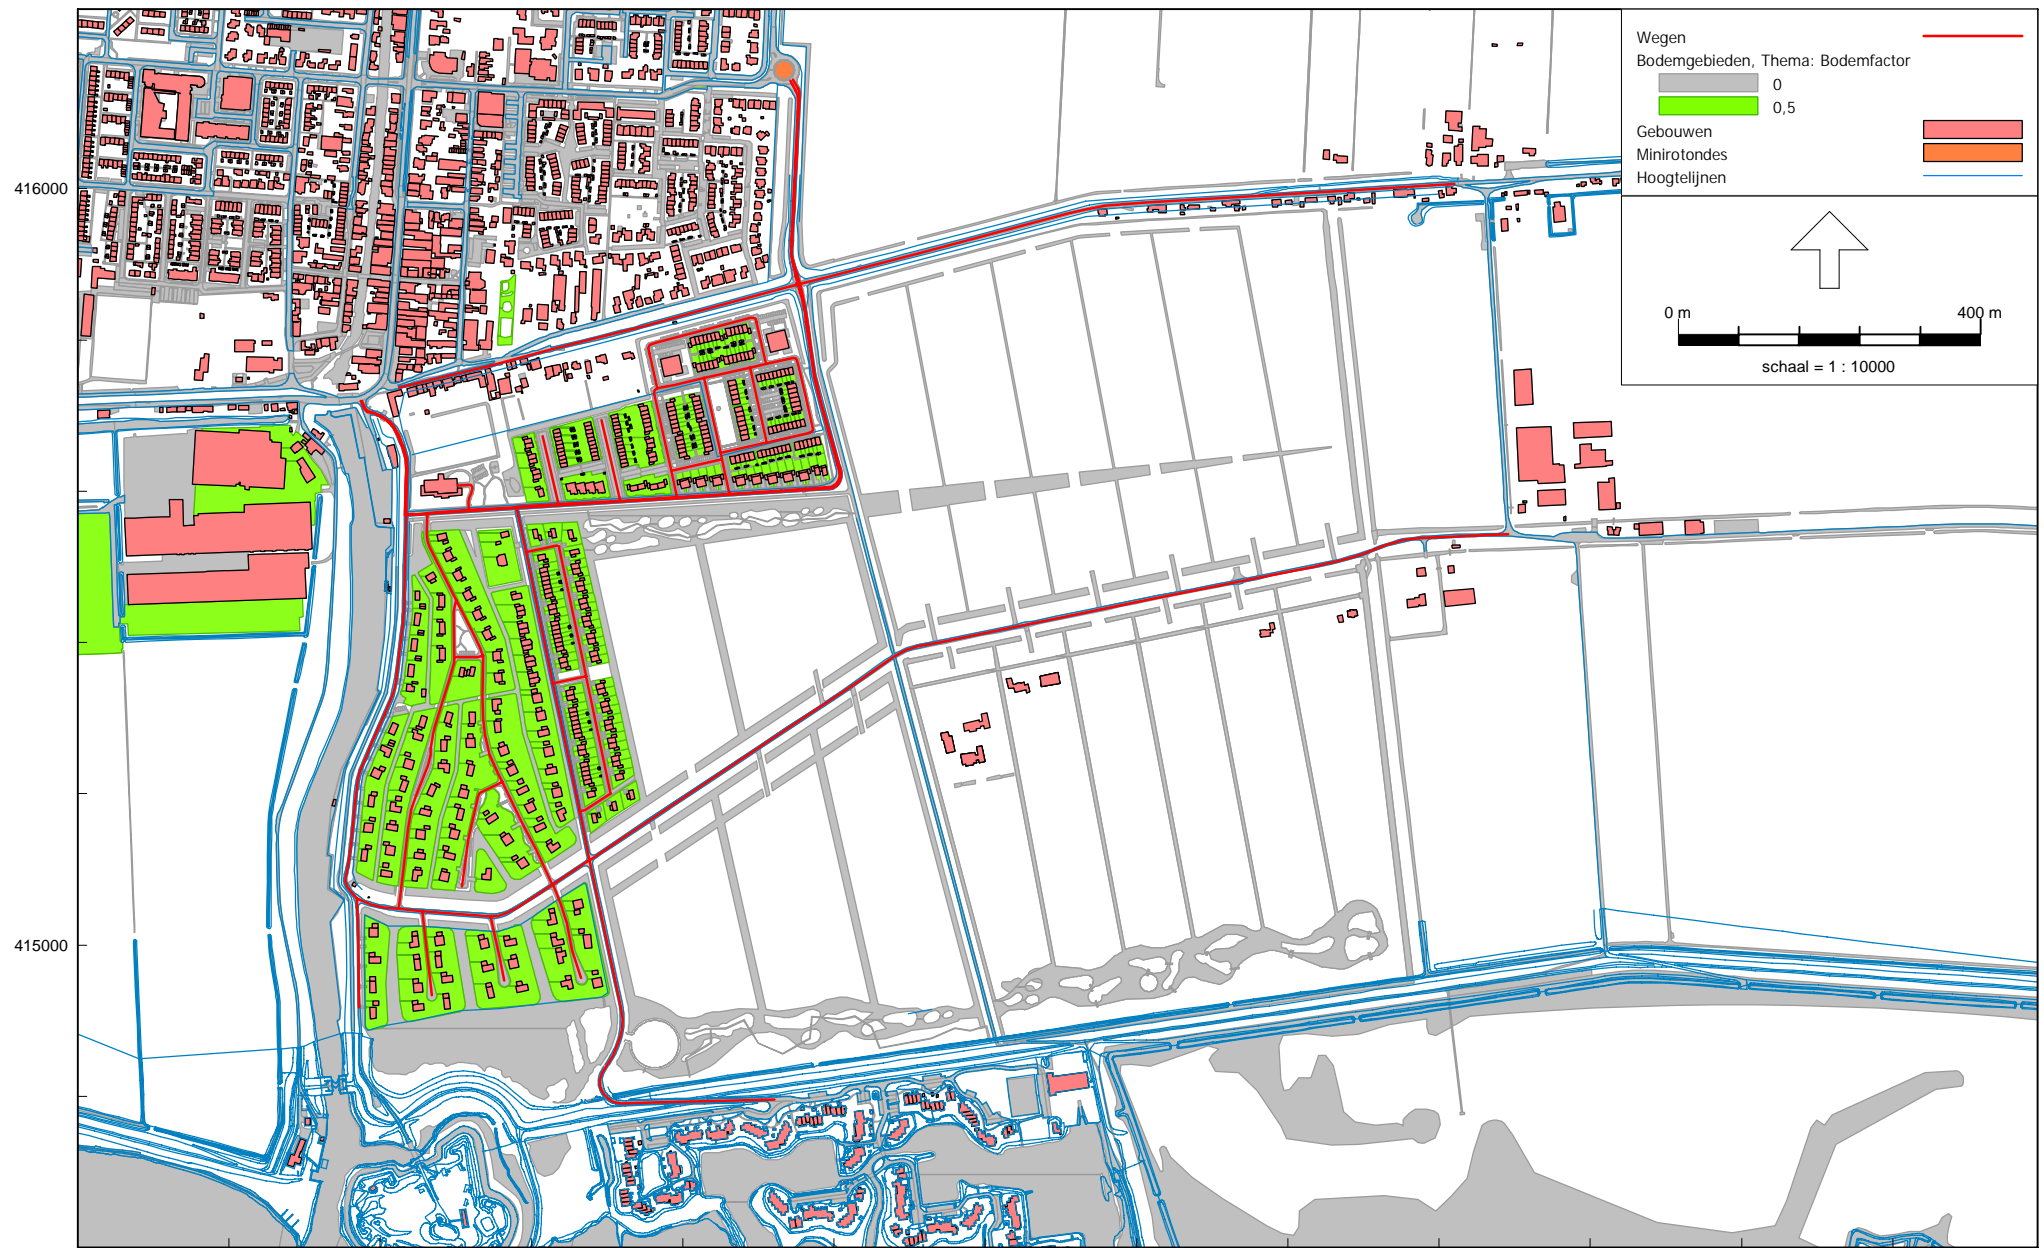 Wegen
Bodemgebieden, Thema: Bodemfactor
0
0,5
Gebouwen
Minirotondes
Hoogtelijnen
416000
0 m 400 m
schaal = 1 : 10000
415000